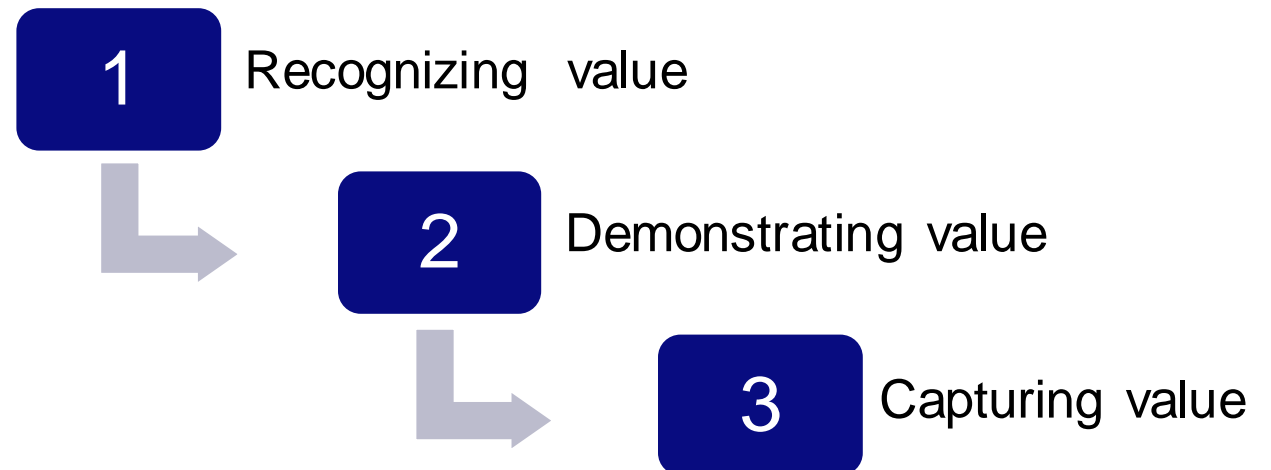 1 Recognizing value
2 Demonstrating value
3 Capturing value